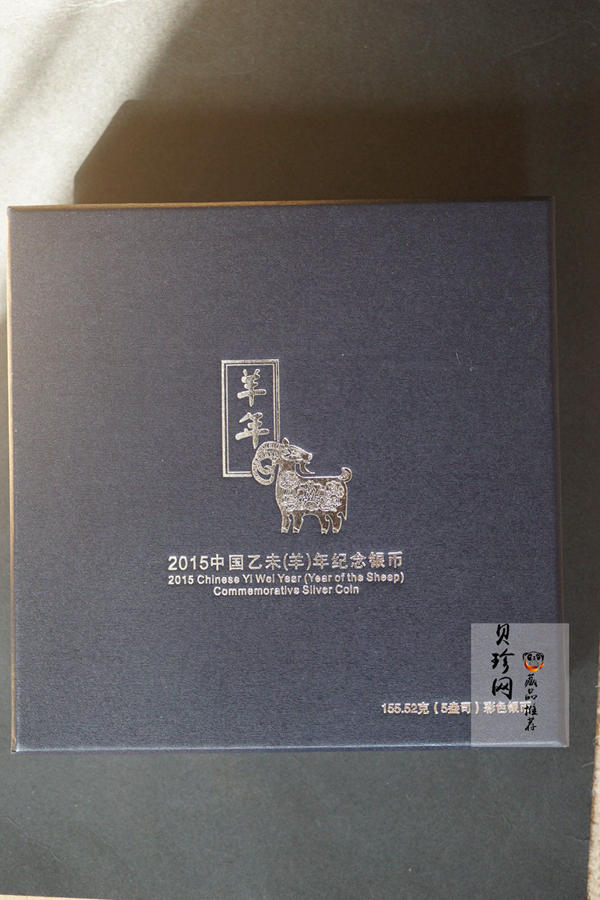 羊年
2015中国乙未(羊)年纪念银币
2015 Chinese Yi Wei Year (Year of the Sheep)
Commemorative Silver Coin
155.52克(5盎司)彩色银币
贝珍网
藏品推荐